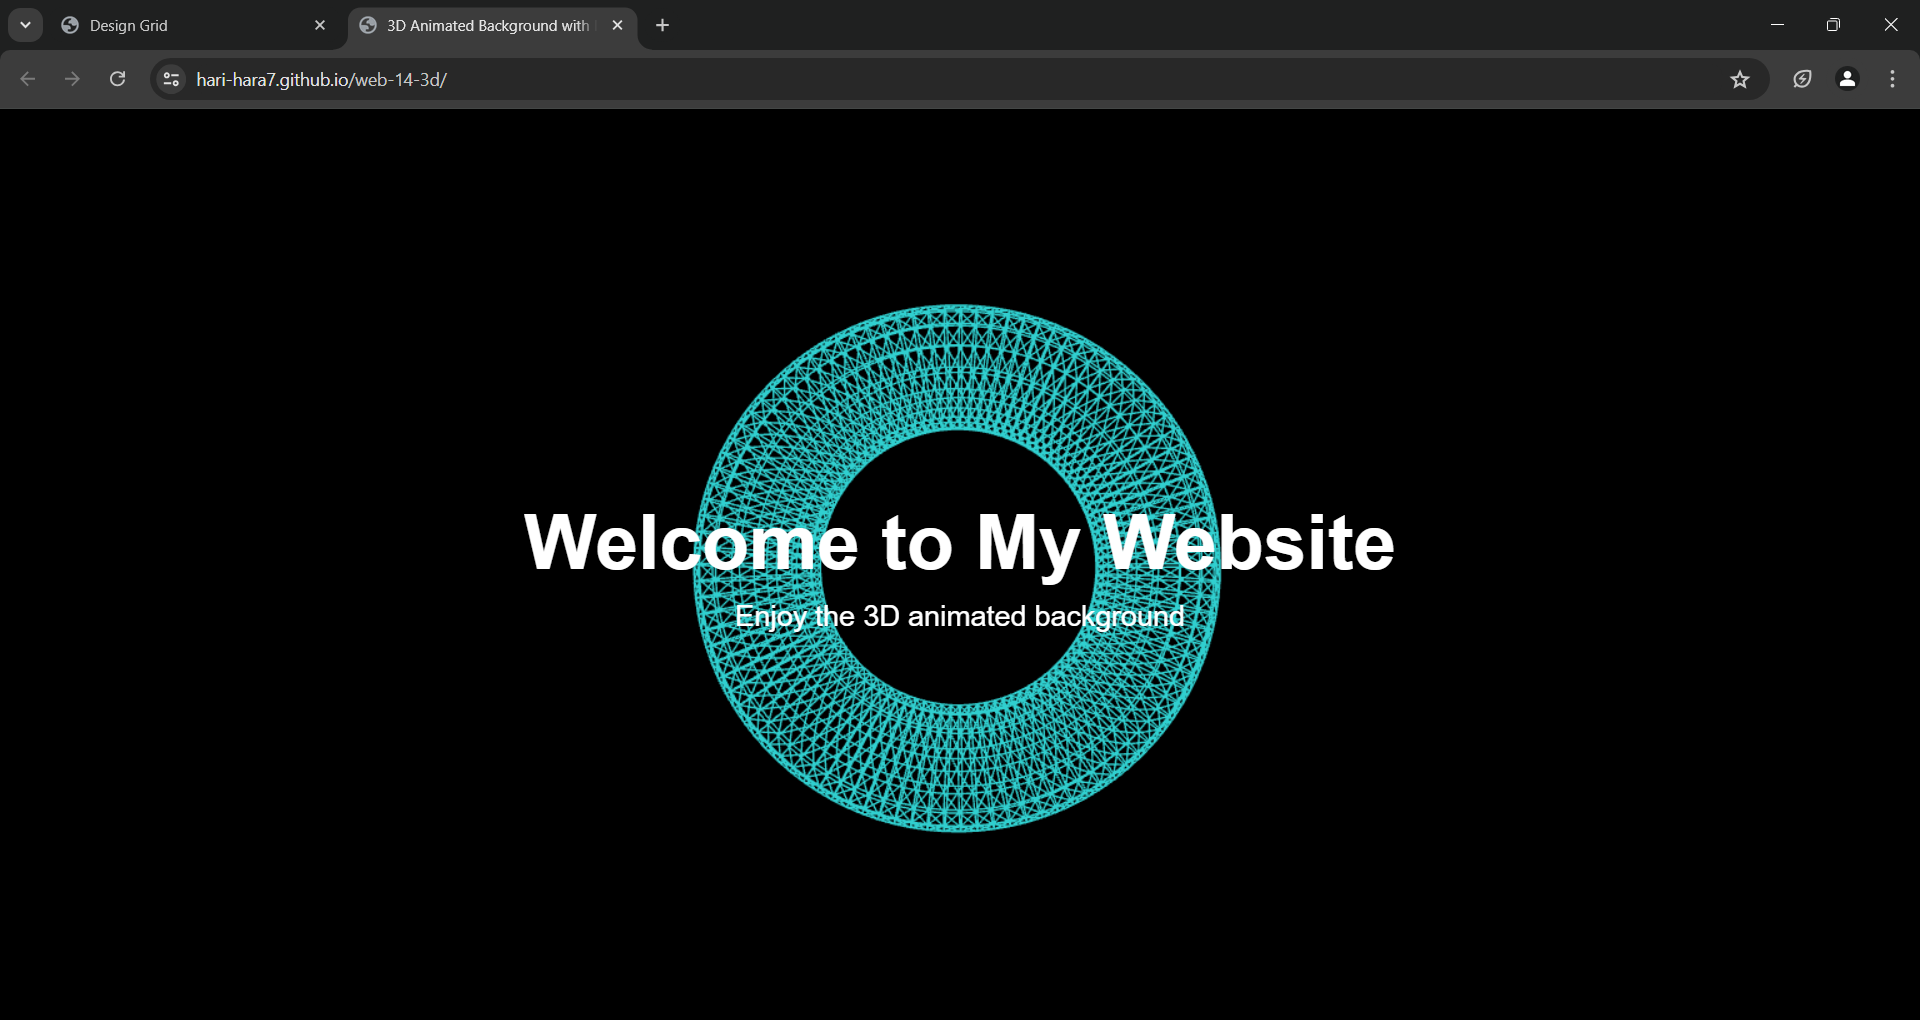 Design Grid
3D Animated Background with
hari-hara7.github.io/web-14-3d/
Welcome to My Website
Enjoy the 3D animated background